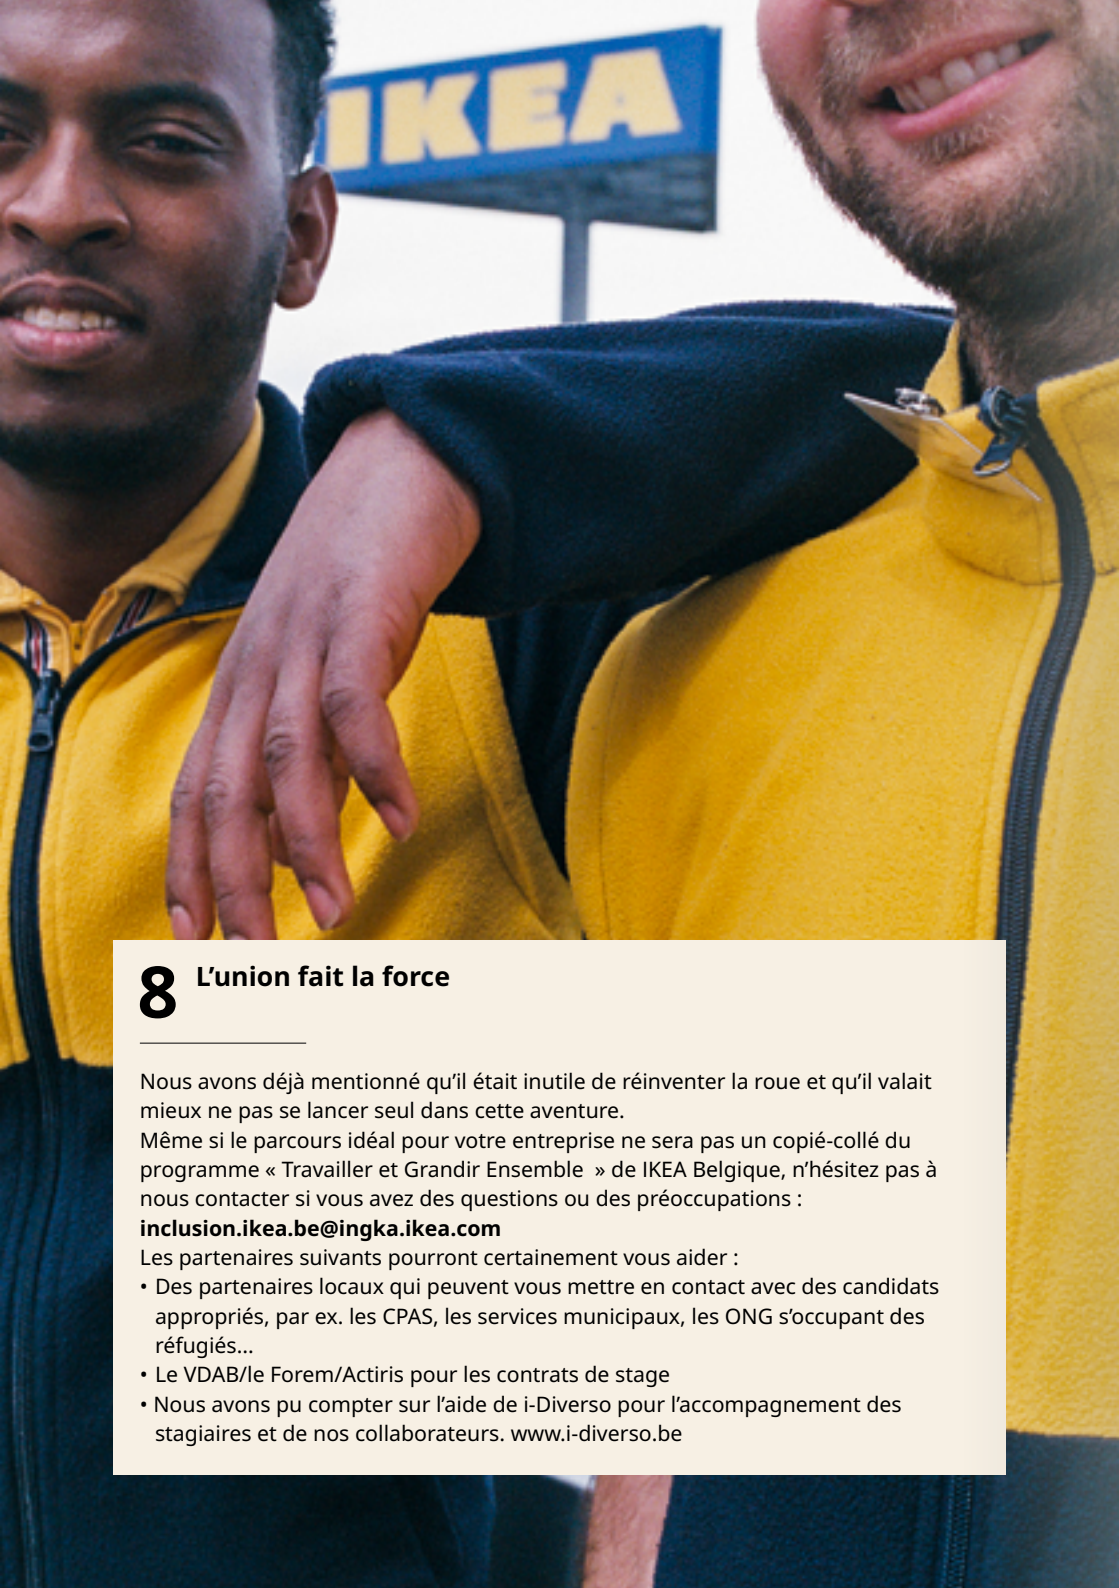 IKEA
8 L’union fait la force
Nous avons déjà mentionné qu’il était inutile de réinventer la roue et qu’il valait
mieux ne pas se lancer seul dans cette aventure.
Même si le parcours idéal pour votre entreprise ne sera pas un copié-collé du
programme « Travailler et Grandir Ensemble » de IKEA Belgique, n’hésitez pas à
nous contacter si vous avez des questions ou des préoccupations :
inclusion.ikea.be@ingka.ikea.com
Les partenaires suivants pourront certainement vous aider :
• Des partenaires locaux qui peuvent vous mettre en contact avec des candidats
appropriés, par ex. les CPAS, les services municipaux, les ONG s’occupant des
réfugiés...
• Le VDAB/le Forem/Actiris pour les contrats de stage
• Nous avons pu compter sur l’aide de i-Diverso pour l’accompagnement des
stagiaires et de nos collaborateurs. www.i-diverso.be